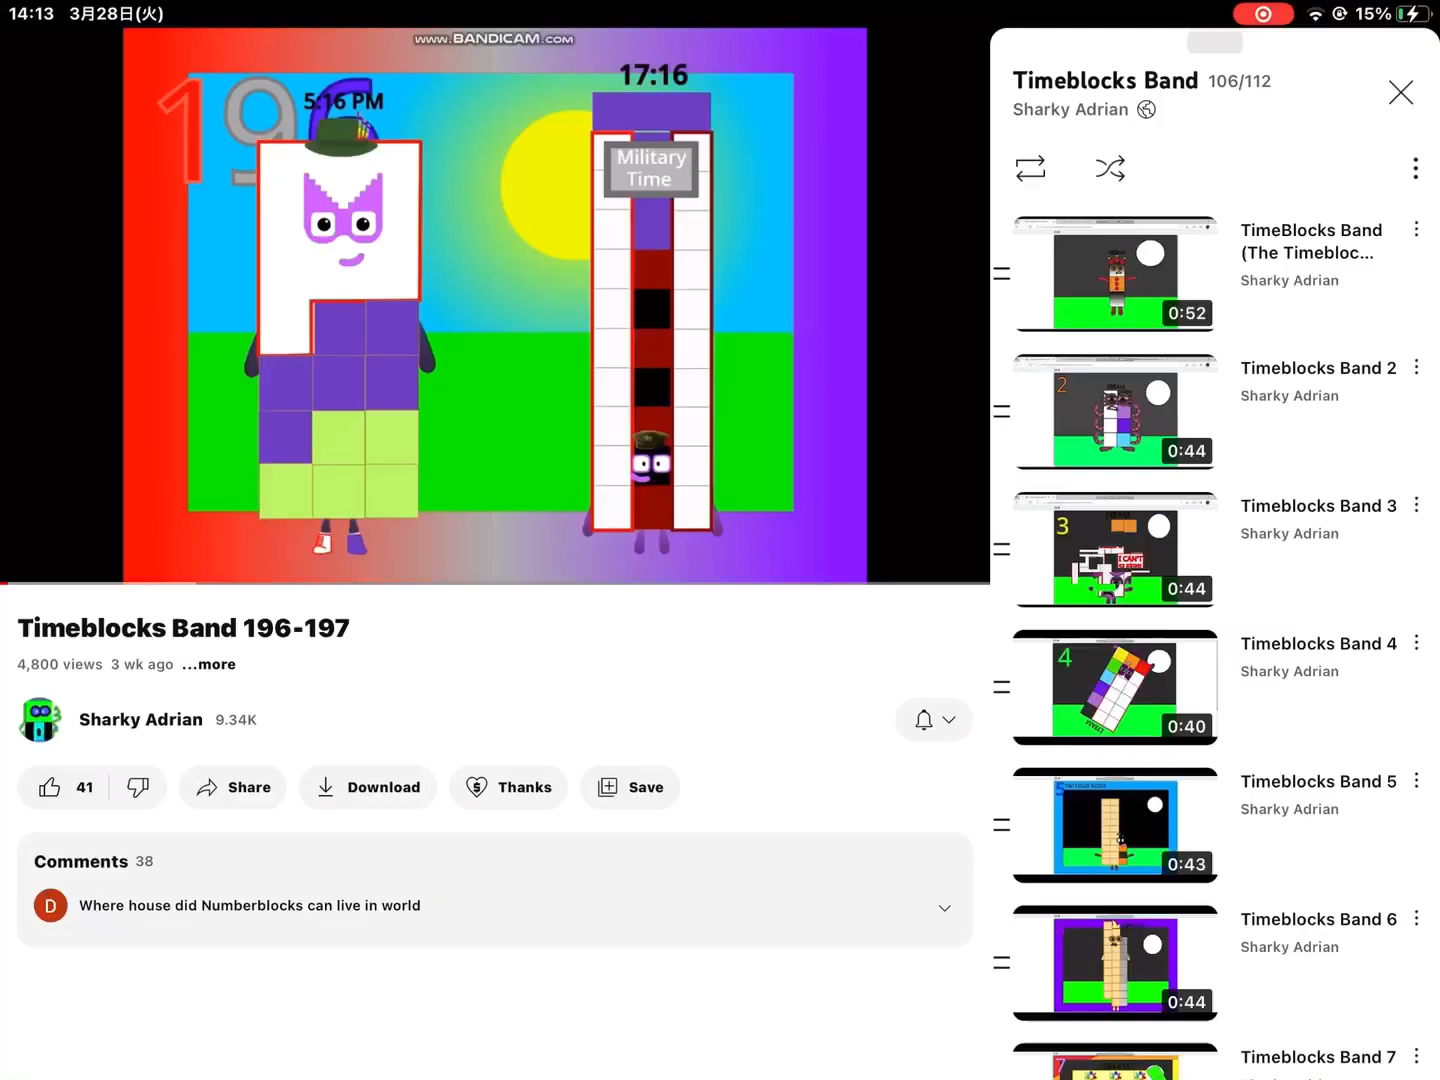 14:13 3月28日(火)
15%
www.BANDICAM.com
196
5:16 PM
17:16
Military
Time
Timeblocks Band 196-197
4,800 views 3 wk ago ...more
Sharky Adrian 9.34K
41
Share
Download
Thanks
Save
Comments 38
D
Where house did Numberblocks can live in world
Timeblocks Band 106/112
Sharky Adrian
TimeBlocks Band
(The Timebloc...
Sharky Adrian
0:52
2
Timeblocks Band 2
Sharky Adrian
0:44
3
I CAN'T
Timeblocks Band 3
Sharky Adrian
0:44
4
Timeblocks Band 4
Sharky Adrian
0:40
5
Timeblocks Band 5
Sharky Adrian
0:43
Timeblocks Band 6
Sharky Adrian
0:44
7
Timeblocks Band 7